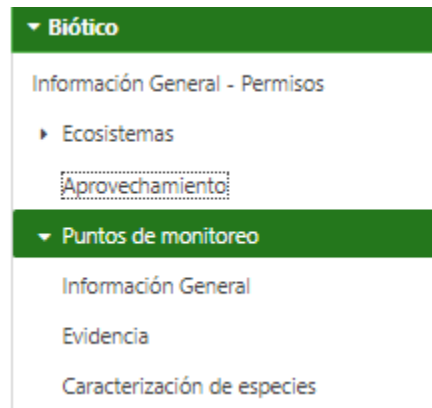 Biótico
Información General - Permisos
Ecosistemas
Aprovechamiento
Puntos de monitoreo
Información General
Evidencia
Caracterización de especies